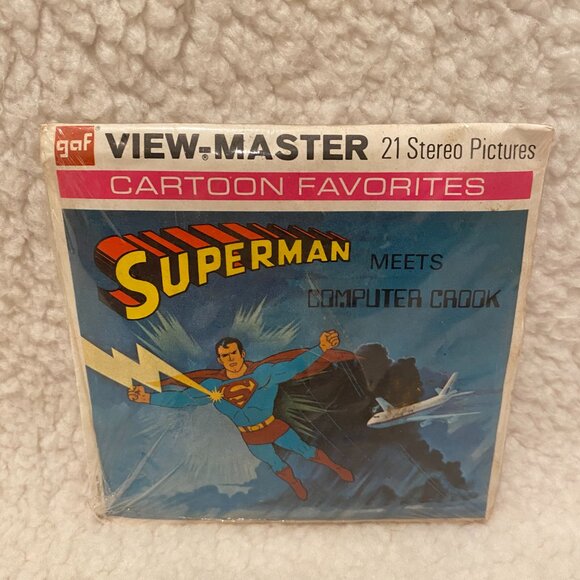 gaf VIEW-MASTER 21 Stereo Pictures
CARTOON FAVORITES
SUPERMAN MEETS
COMPUTER CROOK
S